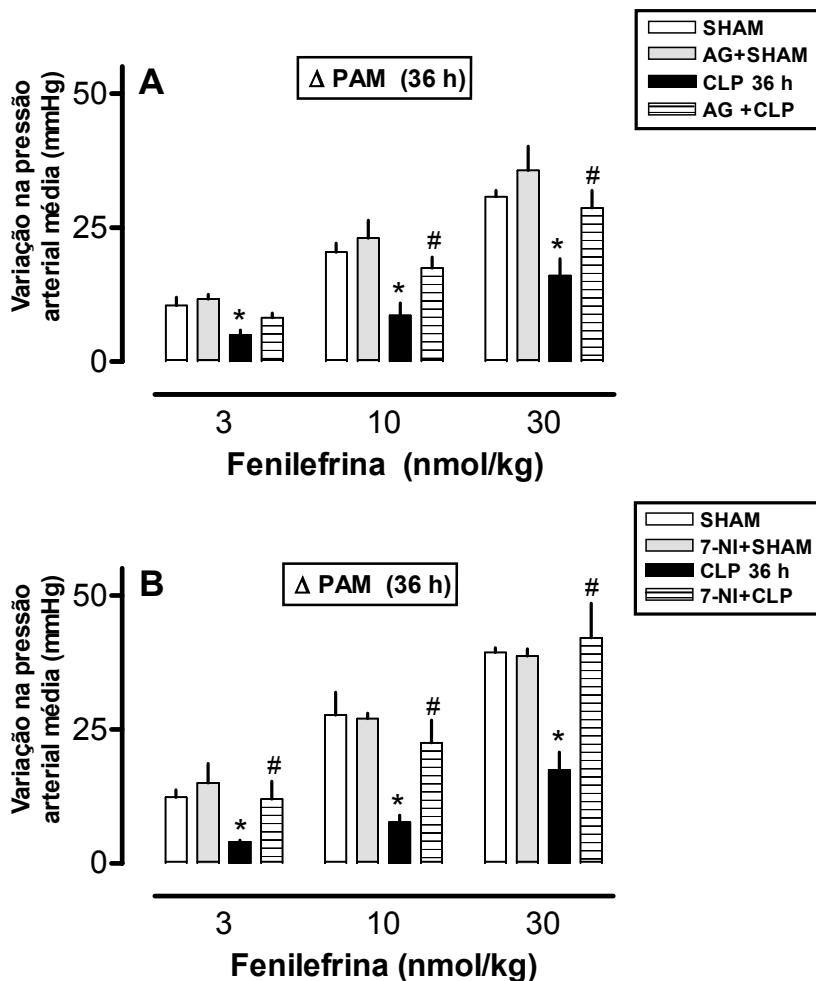 SHAM
AG+SHAM
CLP 36 h
AG +CLP
A
Δ PAM (36 h)
Variação na pressão
arterial média (mmHg)
50
25
0
*
*
#
*
#
3
10
30
Fenilefrina (nmol/kg)
SHAM
7-NI+SHAM
CLP 36 h
7-NI+CLP
B
Δ PAM (36 h)
Variação na pressão
arterial média (mmHg)
50
25
0
*
#
*
#
*
#
3
10
30
Fenilefrina (nmol/kg)